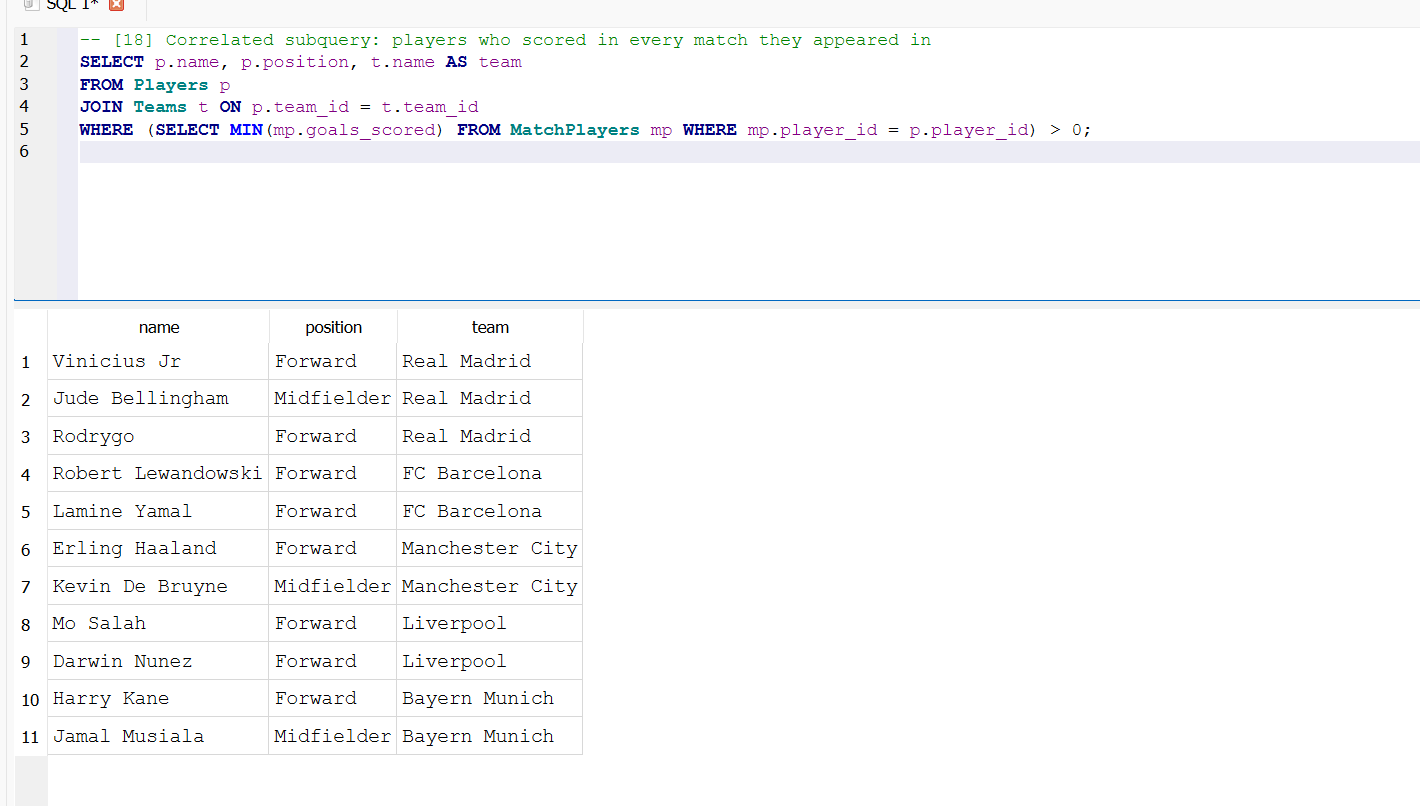 SQL 1*
1 -- [18] Correlated subquery: players who scored in every match they appeared in
2 SELECT p.name, p.position, t.name AS team
3 FROM Players p
4 JOIN Teams t ON p.team_id = t.team_id
5 WHERE (SELECT MIN(mp.goals_scored) FROM MatchPlayers mp WHERE mp.player_id = p.player_id) > 0;
6
name position team
1 Vinicius Jr Forward Real Madrid
2 Jude Bellingham Midfielder Real Madrid
3 Rodrygo Forward Real Madrid
4 Robert Lewandowski Forward FC Barcelona
5 Lamine Yamal Forward FC Barcelona
6 Erling Haaland Forward Manchester City
7 Kevin De Bruyne Midfielder Manchester City
8 Mo Salah Forward Liverpool
9 Darwin Nunez Forward Liverpool
10 Harry Kane Forward Bayern Munich
11 Jamal Musiala Midfielder Bayern Munich